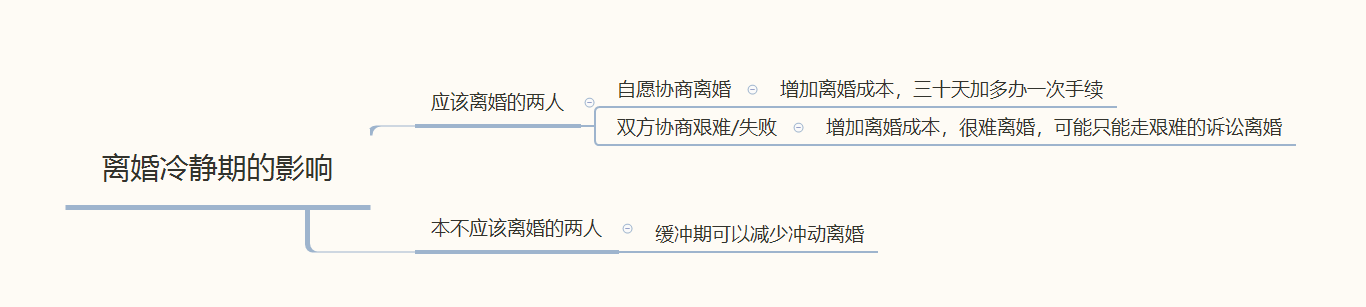 离婚冷静期的影响
应该离婚的两人
自愿协商离婚
增加离婚成本，三十天加多办一次手续
双方协商艰难/失败
增加离婚成本，很难离婚，可能只能走艰难的诉讼离婚
本不应该离婚的两人
缓冲期可以减少冲动离婚